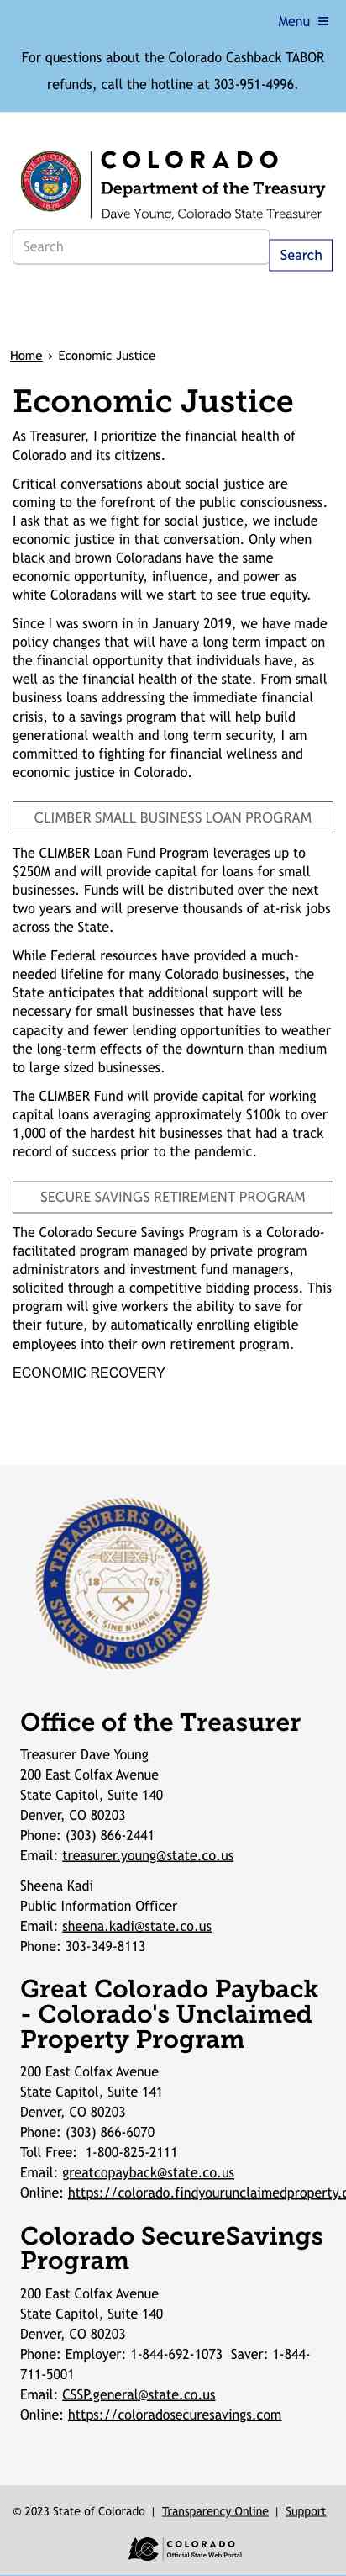 Menu ≡
For questions about the Colorado Cashback TABOR
refunds, call the hotline at 303-951-4996.
COLORADO
Department of the Treasury
Dave Young, Colorado State Treasurer
Search
Search
Home › Economic Justice
Economic Justice
As Treasurer, I prioritize the financial health of
Colorado and its citizens.
Critical conversations about social justice are
coming to the forefront of the public consciousness.
I ask that as we fight for social justice, we include
economic justice in that conversation. Only when
black and brown Coloradans have the same
economic opportunity, influence, and power as
white Coloradans will we start to see true equity.
Since I was sworn in in January 2019, we have made
policy changes that will have a long term impact on
the financial opportunity that individuals have, as
well as the financial health of the state. From small
business loans addressing the immediate financial
crisis, to a savings program that will help build
generational wealth and long term security, I am
committed to fighting for financial wellness and
economic justice in Colorado.
CLIMBER SMALL BUSINESS LOAN PROGRAM
The CLIMBER Loan Fund Program leverages up to
$250M and will provide capital for loans for small
businesses. Funds will be distributed over the next
two years and will preserve thousands of at-risk jobs
across the State.
While Federal resources have provided a much-
needed lifeline for many Colorado businesses, the
State anticipates that additional support will be
necessary for small businesses that have less
capacity and fewer lending opportunities to weather
the long-term effects of the downturn than medium
to large sized businesses.
The CLIMBER Fund will provide capital for working
capital loans averaging approximately $100k to over
1,000 of the hardest hit businesses that had a track
record of success prior to the pandemic.
SECURE SAVINGS RETIREMENT PROGRAM
The Colorado Secure Savings Program is a Colorado-
facilitated program managed by private program
administrators and investment fund managers,
solicited through a competitive bidding process. This
program will give workers the ability to save for
their future, by automatically enrolling eligible
employees into their own retirement program.
ECONOMIC RECOVERY
TREASURERS OFFICE
1876
NIL SINE NUMINE
STATE OF COLORADO
Office of the Treasurer
Treasurer Dave Young
200 East Colfax Avenue
State Capitol, Suite 140
Denver, CO 80203
Phone: (303) 866-2441
Email: treasurer.young@state.co.us
Sheena Kadi
Public Information Officer
Email: sheena.kadi@state.co.us
Phone: 303-349-8113
Great Colorado Payback
- Colorado's Unclaimed
Property Program
200 East Colfax Avenue
State Capitol, Suite 141
Denver, CO 80203
Phone: (303) 866-6070
Toll Free: 1-800-825-2111
Email: greatcopayback@state.co.us
Online: https://colorado.findyourunclaimedproperty.c
Colorado SecureSavings
Program
200 East Colfax Avenue
State Capitol, Suite 140
Denver, CO 80203
Phone: Employer: 1-844-692-1073 Saver: 1-844-
711-5001
Email: CSSP.general@state.co.us
Online: https://coloradosecuresavings.com
© 2023 State of Colorado | Transparency Online | Support
COLORADO
Official State Web Portal